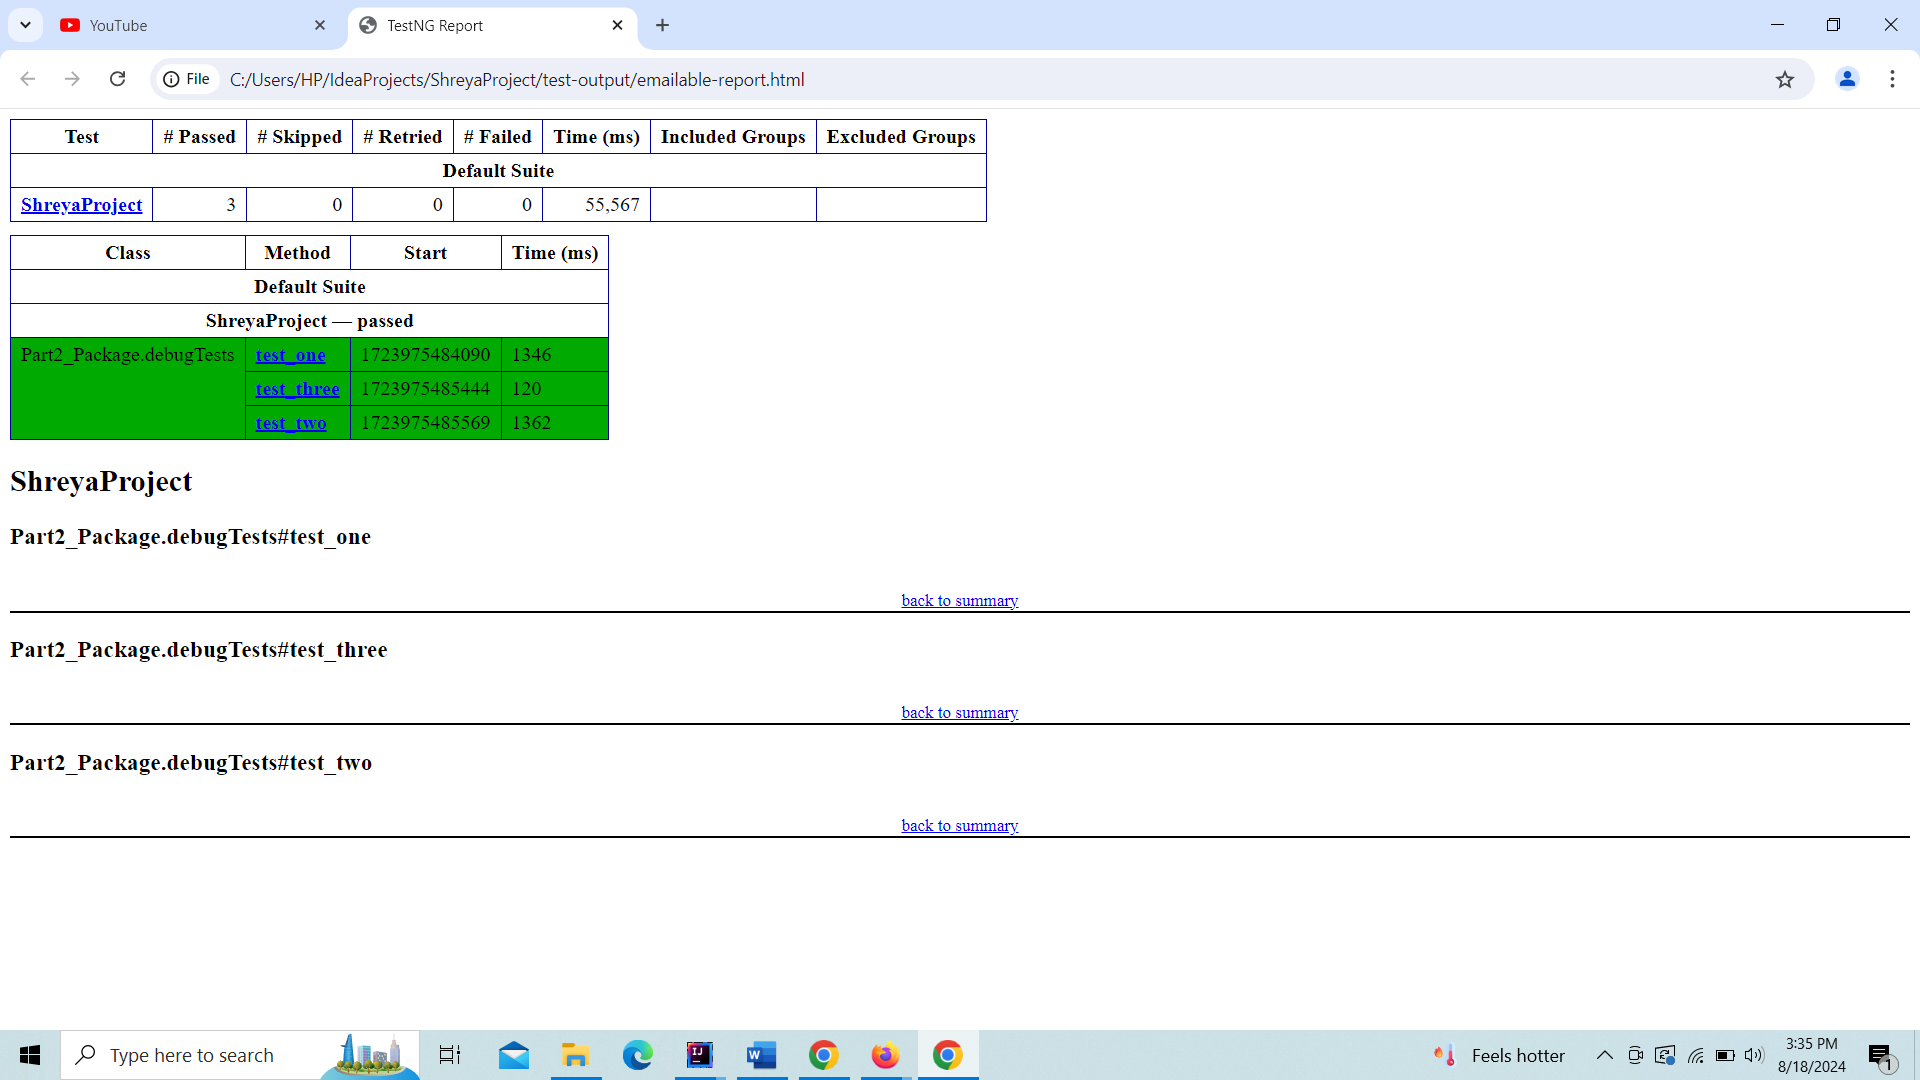 YouTube
TestNG Report
File C:/Users/HP/IdeaProjects/ShreyaProject/test-output/emailable-report.html
Test # Passed # Skipped # Retried # Failed Time (ms) Included Groups Excluded Groups
Default Suite
ShreyaProject 3 0 0 0 55,567
Class Method Start Time (ms)
Default Suite
ShreyaProject — passed
Part2_Package.debugTests test_one 1723975484090 1346
test_three 1723975485444 120
test_two 1723975485569 1362
ShreyaProject
Part2_Package.debugTests#test_one
back to summary
Part2_Package.debugTests#test_three
back to summary
Part2_Package.debugTests#test_two
back to summary
Type here to search
Feels hotter
3:35 PM
8/18/2024
1